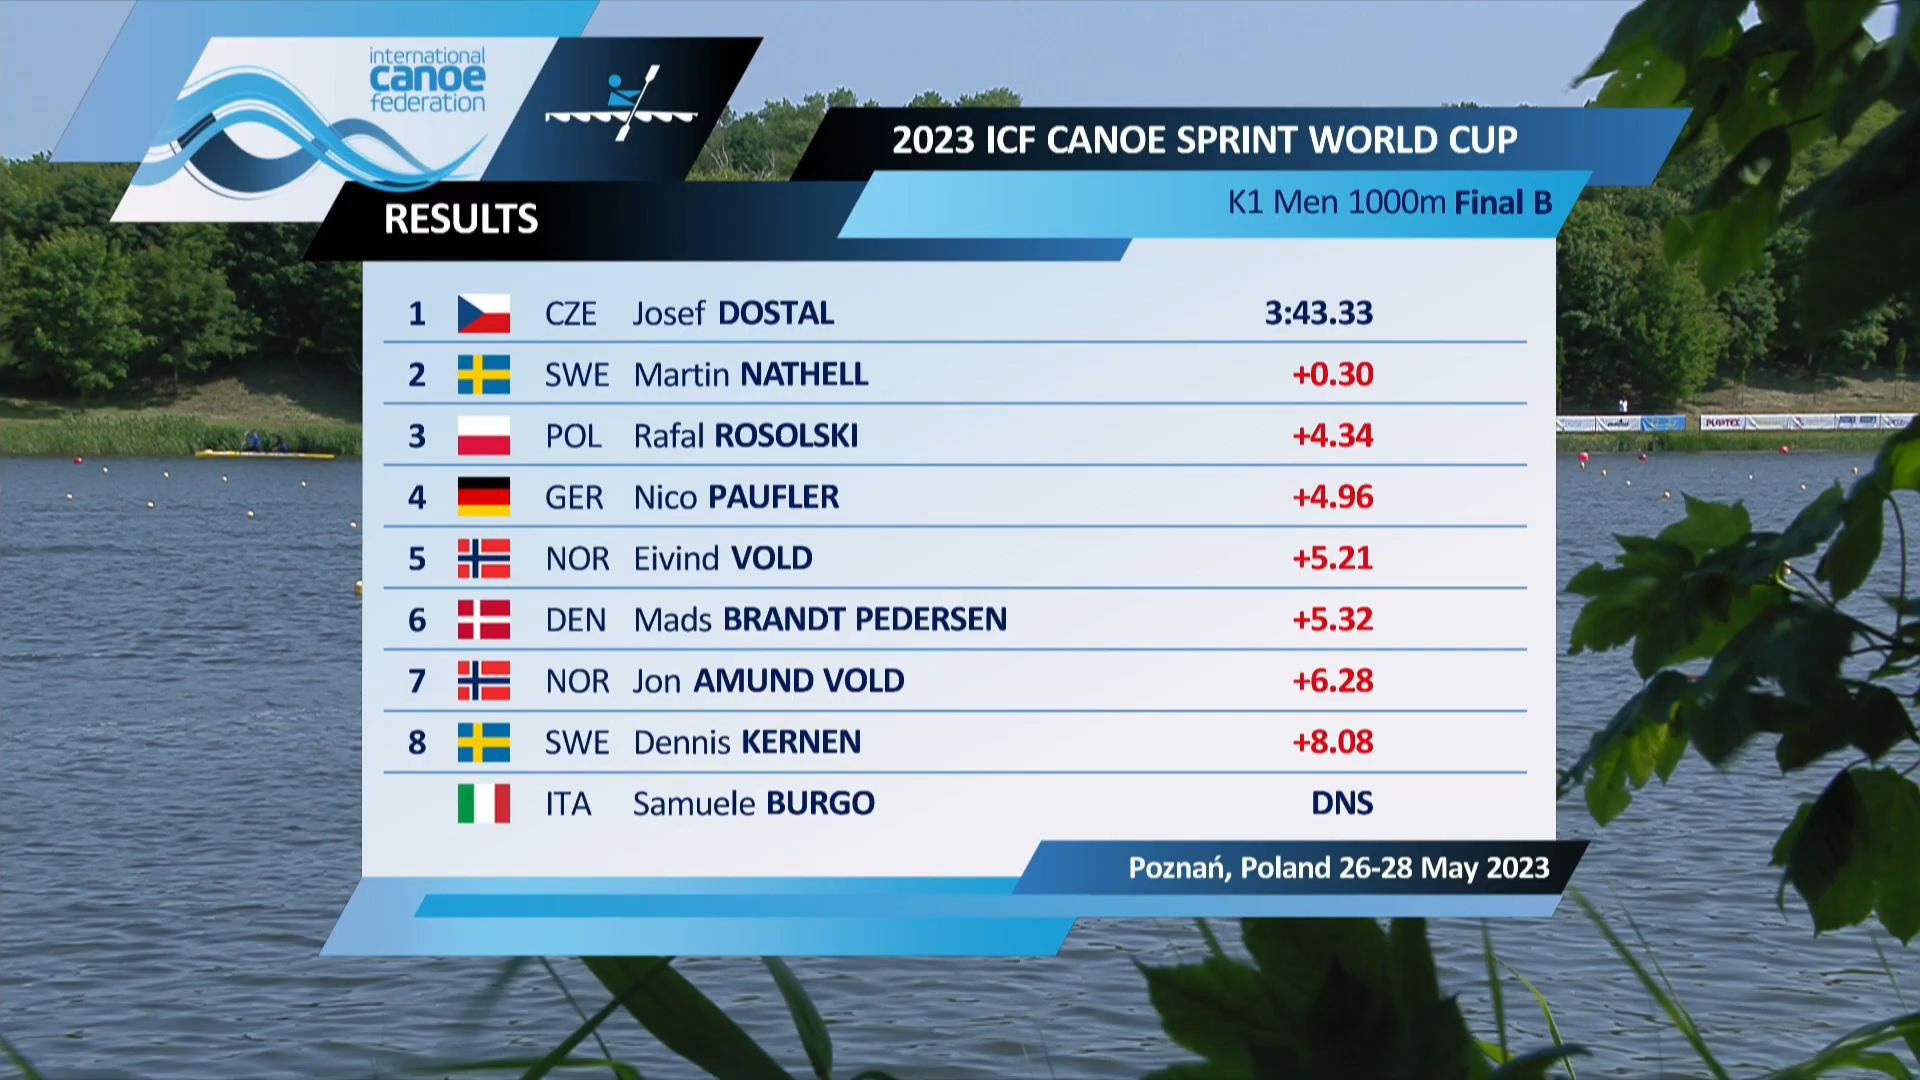 international
canoe
federation
2023 ICF CANOE SPRINT WORLD CUP
K1 Men 1000m Final B
RESULTS
1 CZE Josef DOSTAL 3:43.33
2 SWE Martin NATHELL +0.30
3 POL Rafal ROSOLSKI +4.34
4 GER Nico PAUFLER +4.96
5 NOR Eivind VOLD +5.21
6 DEN Mads BRANDT PEDERSEN +5.32
7 NOR Jon AMUND VOLD +6.28
8 SWE Dennis KERNEN +8.08
ITA Samuele BURGO DNS
Poznań, Poland 26-28 May 2023
PLAYTEX